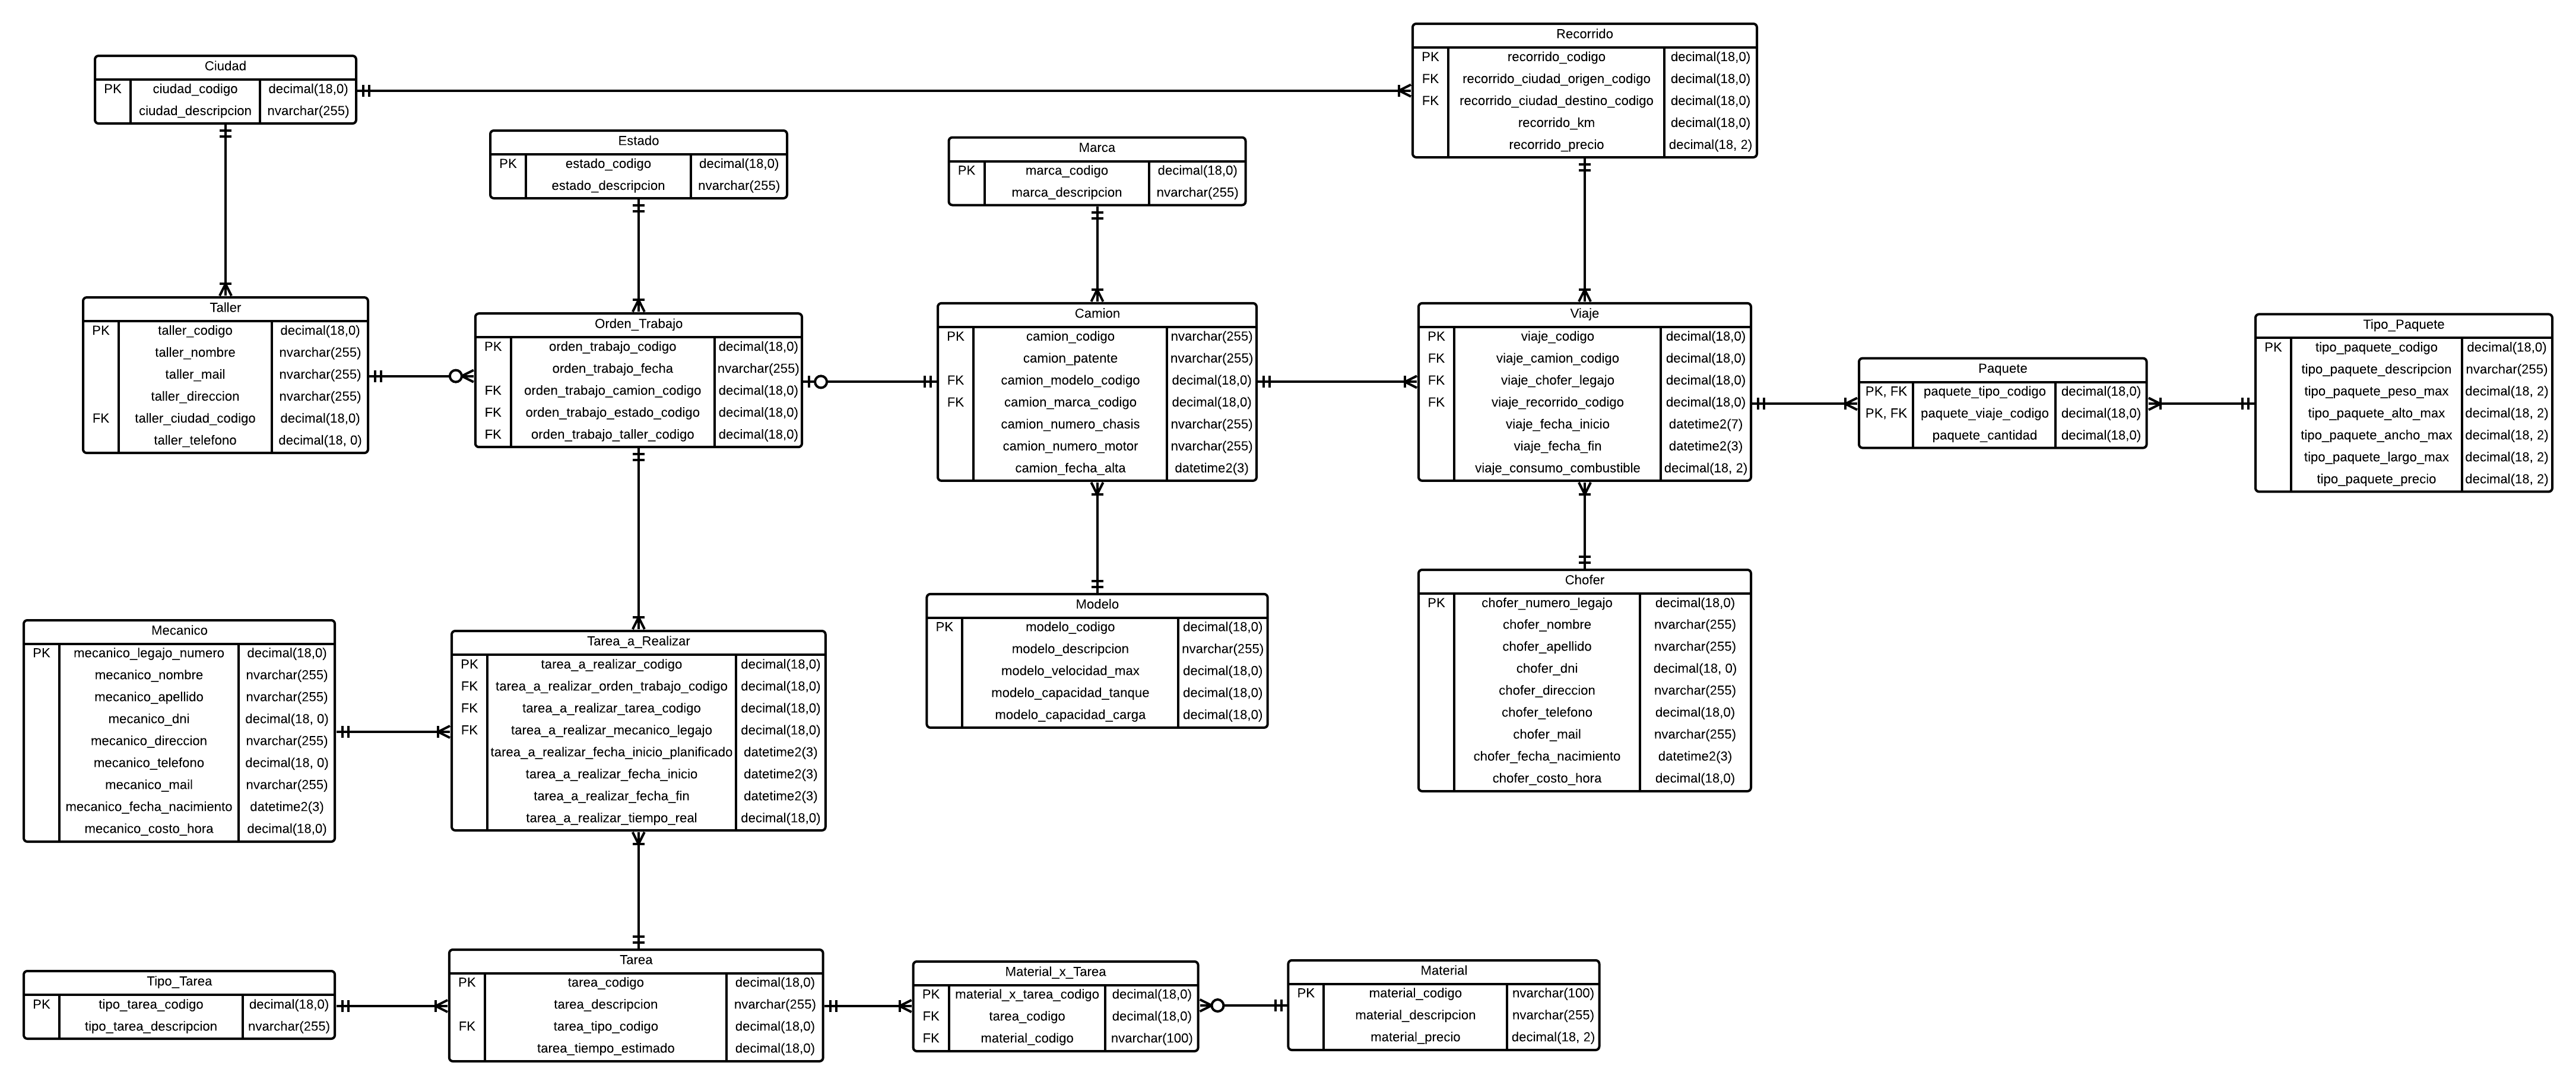 Ciudad
PK ciudad_codigo decimal(18,0)
ciudad_descripcion nvarchar(255)
Recorrido
PK recorrido_codigo decimal(18,0)
FK recorrido_ciudad_origen_codigo decimal(18,0)
FK recorrido_ciudad_destino_codigo decimal(18,0)
recorrido_km decimal(18,0)
recorrido_precio decimal(18, 2)
Estado
PK estado_codigo decimal(18,0)
estado_descripcion nvarchar(255)
Marca
PK marca_codigo decimal(18,0)
marca_descripcion nvarchar(255)
Taller
PK taller_codigo decimal(18,0)
taller_nombre nvarchar(255)
taller_mail nvarchar(255)
taller_direccion nvarchar(255)
FK taller_ciudad_codigo decimal(18,0)
taller_telefono decimal(18, 0)
Orden_Trabajo
PK orden_trabajo_codigo decimal(18,0)
orden_trabajo_fecha nvarchar(255)
FK orden_trabajo_camion_codigo decimal(18,0)
FK orden_trabajo_estado_codigo decimal(18,0)
FK orden_trabajo_taller_codigo decimal(18,0)
Camion
PK camion_codigo nvarchar(255)
camion_patente nvarchar(255)
FK camion_modelo_codigo decimal(18,0)
FK camion_marca_codigo decimal(18,0)
camion_numero_chasis nvarchar(255)
camion_numero_motor nvarchar(255)
camion_fecha_alta datetime2(3)
Viaje
PK viaje_codigo decimal(18,0)
FK viaje_camion_codigo decimal(18,0)
FK viaje_chofer_legajo decimal(18,0)
FK viaje_recorrido_codigo decimal(18,0)
viaje_fecha_inicio datetime2(7)
viaje_fecha_fin datetime2(3)
viaje_consumo_combustible decimal(18, 2)
Paquete
PK, FK paquete_tipo_codigo decimal(18,0)
PK, FK paquete_viaje_codigo decimal(18,0)
paquete_cantidad decimal(18,0)
Tipo_Paquete
PK tipo_paquete_codigo decimal(18,0)
tipo_paquete_descripcion nvarchar(255)
tipo_paquete_peso_max decimal(18, 2)
tipo_paquete_alto_max decimal(18, 2)
tipo_paquete_ancho_max decimal(18, 2)
tipo_paquete_largo_max decimal(18, 2)
tipo_paquete_precio decimal(18, 2)
Mecanico
PK mecanico_legajo_numero decimal(18,0)
mecanico_nombre nvarchar(255)
mecanico_apellido nvarchar(255)
mecanico_dni decimal(18, 0)
mecanico_direccion nvarchar(255)
mecanico_telefono decimal(18, 0)
mecanico_mail nvarchar(255)
mecanico_fecha_nacimiento datetime2(3)
mecanico_costo_hora decimal(18,0)
Tarea_a_Realizar
PK tarea_a_realizar_codigo decimal(18,0)
FK tarea_a_realizar_orden_trabajo_codigo decimal(18,0)
FK tarea_a_realizar_tarea_codigo decimal(18,0)
FK tarea_a_realizar_mecanico_legajo decimal(18,0)
tarea_a_realizar_fecha_inicio_planificado datetime2(3)
tarea_a_realizar_fecha_inicio datetime2(3)
tarea_a_realizar_fecha_fin datetime2(3)
tarea_a_realizar_tiempo_real decimal(18,0)
Modelo
PK modelo_codigo decimal(18,0)
modelo_descripcion nvarchar(255)
modelo_velocidad_max decimal(18,0)
modelo_capacidad_tanque decimal(18,0)
modelo_capacidad_carga decimal(18,0)
Chofer
PK chofer_numero_legajo decimal(18,0)
chofer_nombre nvarchar(255)
chofer_apellido nvarchar(255)
chofer_dni decimal(18, 0)
chofer_direccion nvarchar(255)
chofer_telefono decimal(18,0)
chofer_mail nvarchar(255)
chofer_fecha_nacimiento datetime2(3)
chofer_costo_hora decimal(18,0)
Tipo_Tarea
PK tipo_tarea_codigo decimal(18,0)
tipo_tarea_descripcion nvarchar(255)
Tarea
PK tarea_codigo decimal(18,0)
tarea_descripcion nvarchar(255)
FK tarea_tipo_codigo decimal(18,0)
tarea_tiempo_estimado decimal(18,0)
Material_x_Tarea
PK material_x_tarea_codigo decimal(18,0)
FK tarea_codigo decimal(18,0)
FK material_codigo nvarchar(100)
Material
PK material_codigo nvarchar(100)
material_descripcion nvarchar(255)
material_precio decimal(18, 2)